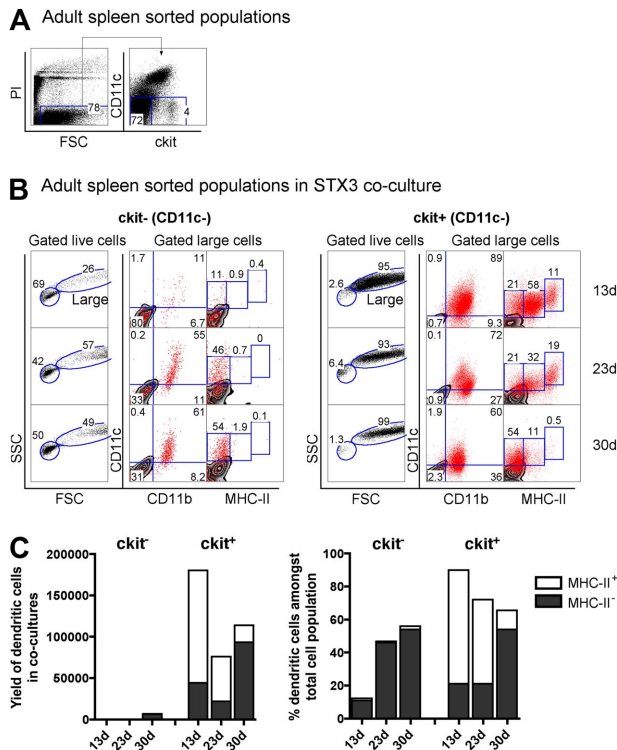 A Adult spleen sorted populations
PI
78
FSC
CD11c
72
4
ckit
B Adult spleen sorted populations in STX3 co-culture
ckit- (CD11c-)
ckit+ (CD11c-)
Gated live cells Gated large cells
Gated live cells Gated large cells
69 26 Large
1.7 11 80 6.7
11 0.9 0.4
2.6 95 Large
0.9 89 0.7 9.3
21 58 11
13d
42 57
0.2 55 33 11
46 0.7 0
6.4 93
0.1 72 0.9 27
21 32 19
23d
50 49
0.4 61 31 8.2
54 1.9 0.1
1.3 99
1.9 60 2.3 36
54 11 0.5
30d
SSC
CD11c
SSC
CD11c
FSC CD11b MHC-II
FSC CD11b MHC-II
C
ckit- ckit+
Yield of dendritic cells
in co-cultures
200000
150000
100000
50000
0
13d 23d 30d 13d 23d 30d
ckit- ckit+
% dendritic cells amongst
total cell population
100
80
60
40
20
0
13d 23d 30d 13d 23d 30d
MHC-II+
MHC-II-